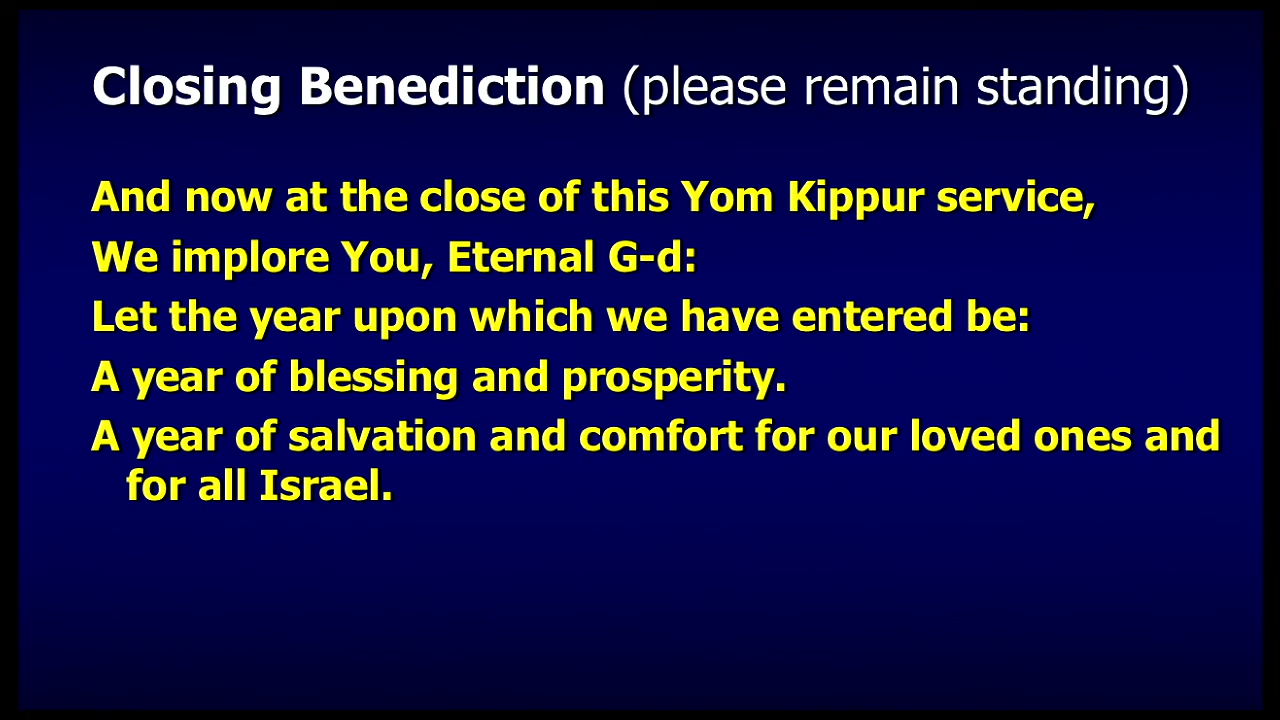 Closing Benediction (please remain standing)
And now at the close of this Yom Kippur service,
We implore You, Eternal G-d:
Let the year upon which we have entered be:
A year of blessing and prosperity.
A year of salvation and comfort for our loved ones and
for all Israel.